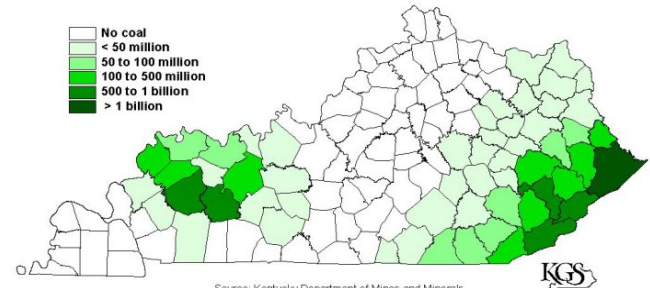 No coal
< 50 million
50 to 100 million
100 to 500 million
500 to 1 billion
> 1 billion
KGS
Source: Kentucky Department of Mines and Minerals